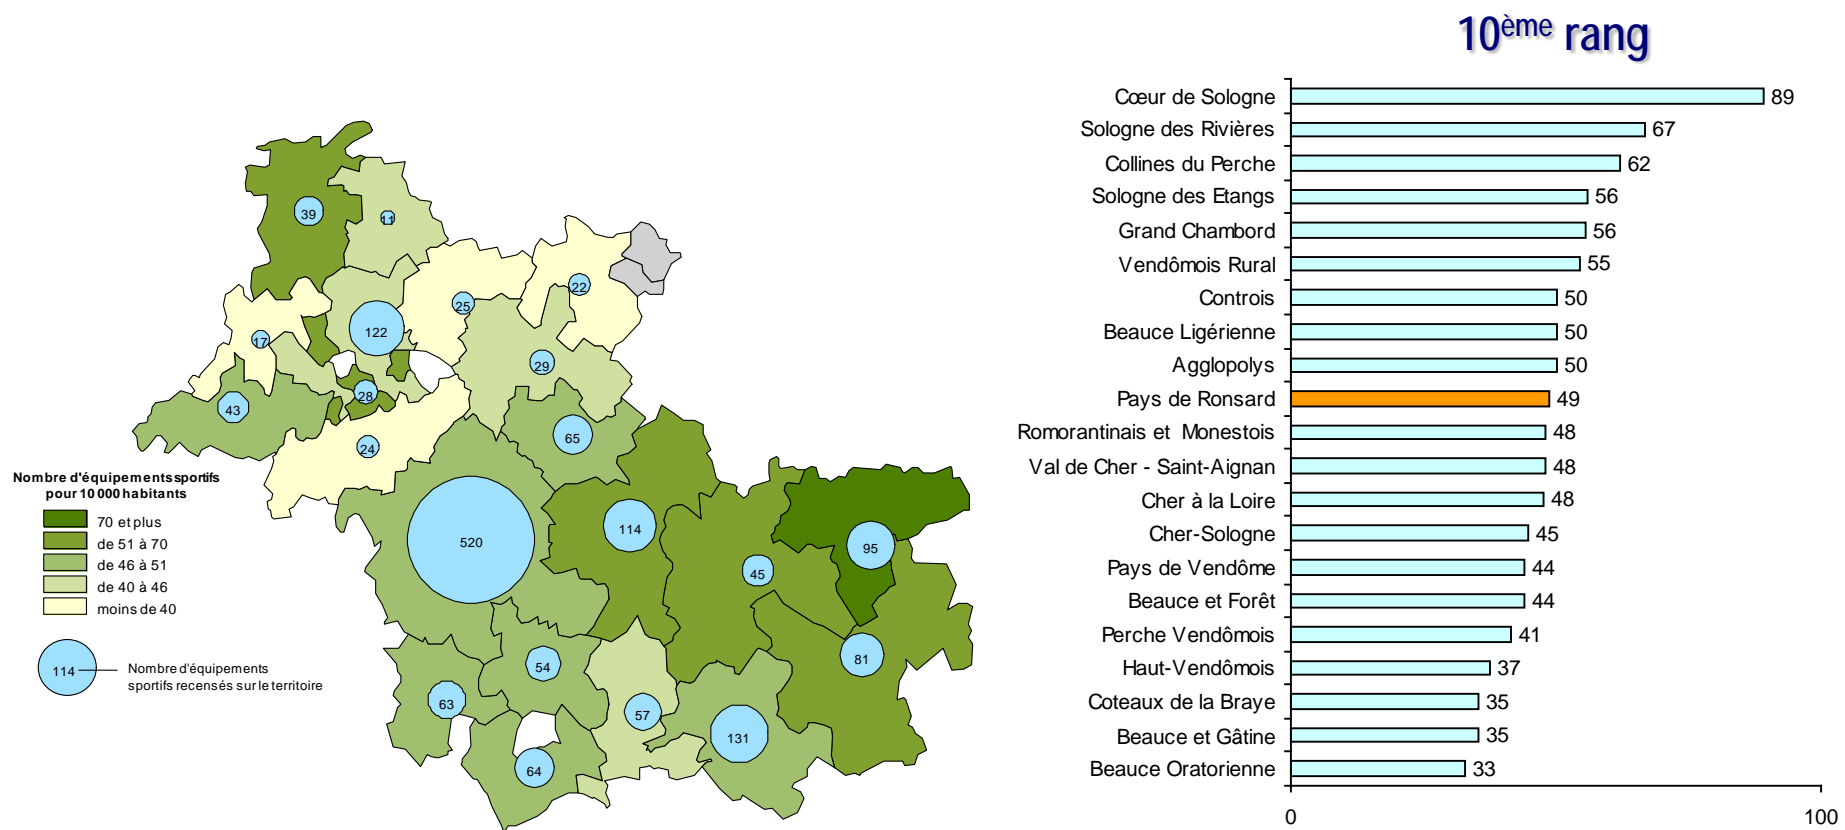 10ème rang
39
11
122
25
22
17
29
28
43
24
65
520
114
95
45
54
81
63
57
131
64
Nombre d'équipements sportifs
pour 10 000 habitants
70 et plus
de 51 à 70
de 46 à 51
de 40 à 46
moins de 40
114
Nombre d'équipements
sportifs recensés sur le territoire
Cœur de Sologne 89
Sologne des Rivières 67
Collines du Perche 62
Sologne des Etangs 56
Grand Chambord 56
Vendômois Rural 55
Controis 50
Beauce Ligérienne 50
Agglopolys 50
Pays de Ronsard 49
Romorantinais et Monestois 48
Val de Cher - Saint-Aignan 48
Cher à la Loire 48
Cher-Sologne 45
Pays de Vendôme 44
Beauce et Forêt 44
Perche Vendômois 41
Haut-Vendômois 37
Coteaux de la Braye 35
Beauce et Gâtine 35
Beauce Oratorienne 33
0 100